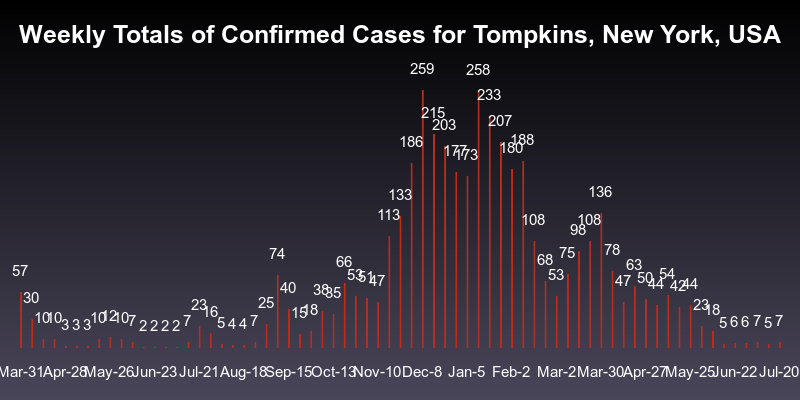 Weekly Totals of Confirmed Cases for Tompkins, New York, USA
57 30 10 10 3 3 3 10 12 10 7 2 2 2 2 7 23 16 5 4 4 7 25 74 40 15 18 38 35 66 53 51 47 113 133 186 259 215 203 177 173 258 233 207 180 188 108 68 53 75 98 108 136 78 47 63 50 44 54 42 44 23 18 5 6 6 7 5 7
Mar-31 Apr-28 May-26 Jun-23 Jul-21 Aug-18 Sep-15 Oct-13 Nov-10 Dec-8 Jan-5 Feb-2 Mar-2 Mar-30 Apr-27 May-25 Jun-22 Jul-20